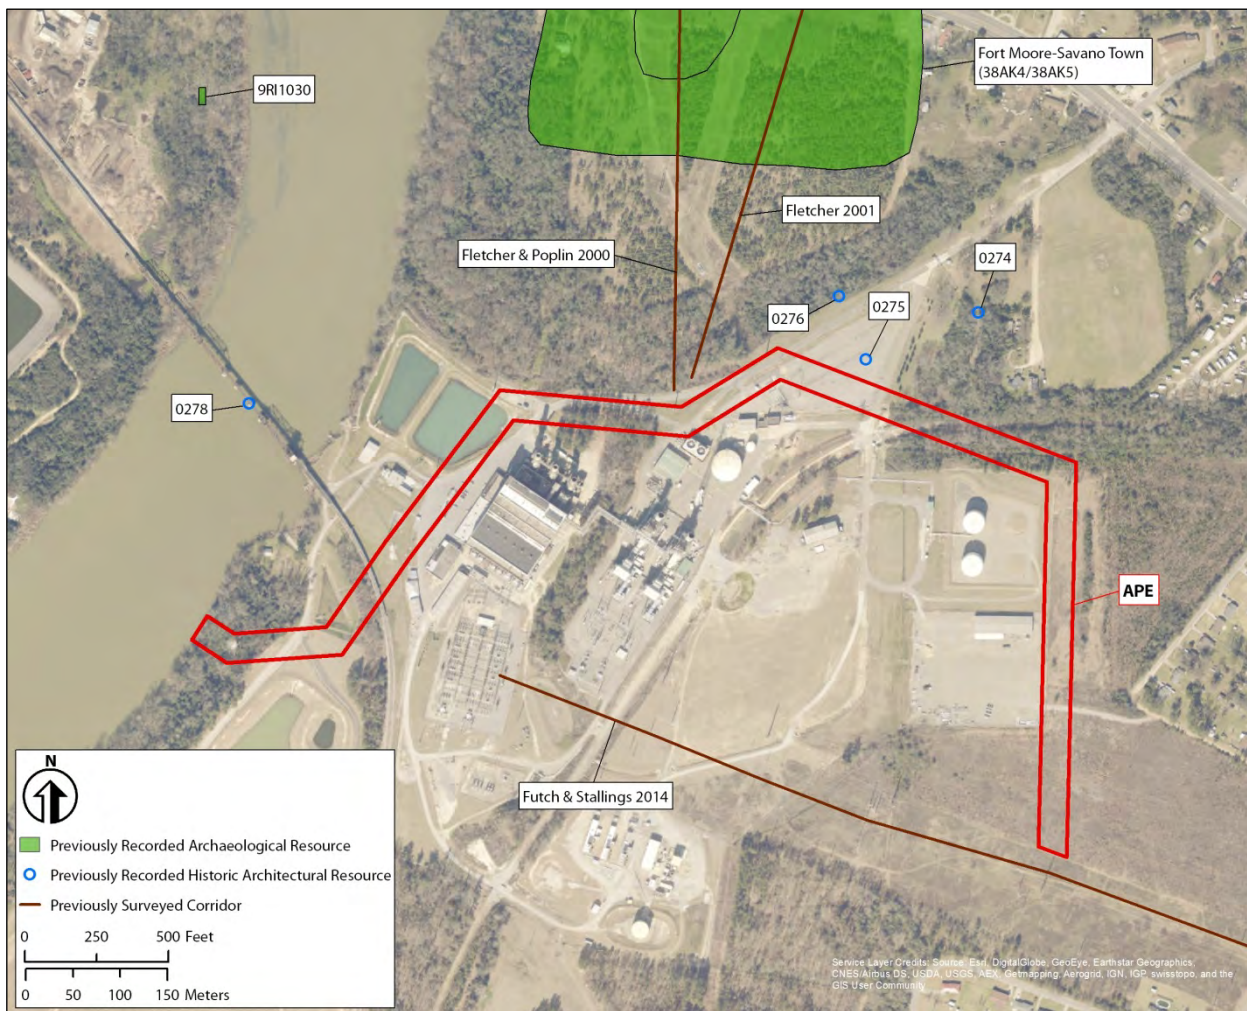 Fort Moore-Savano Town
(38AK4/38AK5)
9RI1030
Fletcher 2001
Fletcher & Poplin 2000
0274
0276
0275
0278
APE
Futch & Stallings 2014
N
Previously Recorded Archaeological Resource
Previously Recorded Historic Architectural Resource
Previously Surveyed Corridor
0 250 500 Feet
0 50 100 150 Meters
Service Layer Credits: Source: Esri, DigitalGlobe, GeoEye, Earthstar Geographics,
CNES/Airbus DS, USDA, USGS, AEX, Getmapping, Aerogrid, IGN, IGP, swisstopo, and the
GIS User Community